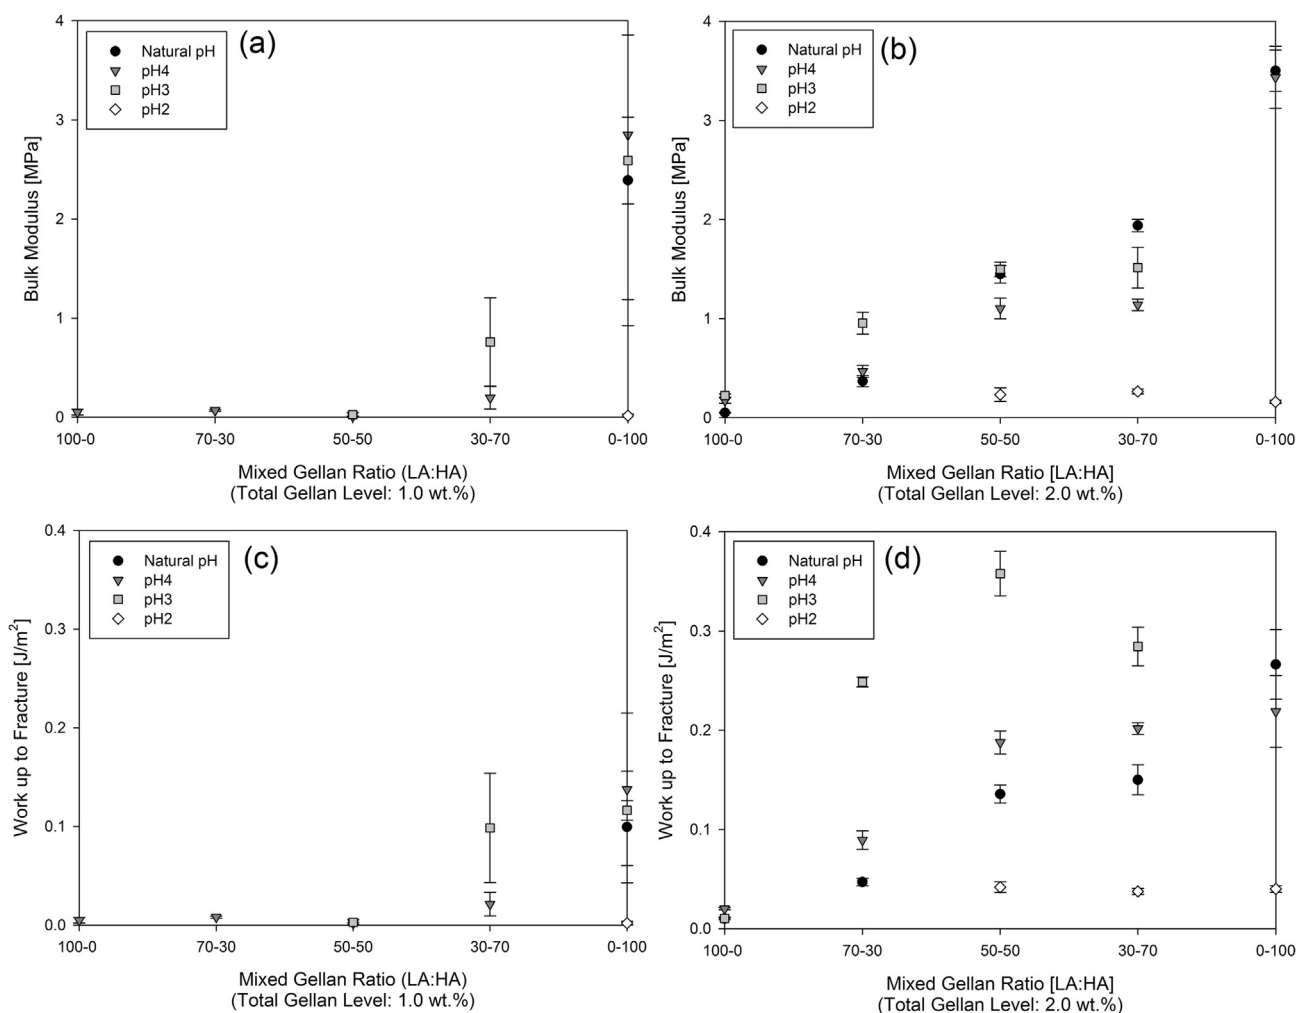 (a)
Natural pH
pH4
pH3
pH2
Bulk Modulus [MPa]
4
3
2
1
0
100-0 70-30 50-50 30-70 0-100
Mixed Gellan Ratio (LA:HA)
(Total Gellan Level: 1.0 wt.%)
(b)
Natural pH
pH4
pH3
pH2
Bulk Modulus [MPa]
4
3
2
1
0
100-0 70-30 50-50 30-70 0-100
Mixed Gellan Ratio [LA:HA]
(Total Gellan Level: 2.0 wt.%)
(c)
Natural pH
pH4
pH3
pH2
Work up to Fracture [J/m²]
0.4
0.3
0.2
0.1
0.0
100-0 70-30 50-50 30-70 0-100
Mixed Gellan Ratio (LA:HA)
(Total Gellan Level: 1.0 wt.%)
(d)
Natural pH
pH4
pH3
pH2
Work up to Fracture [J/m²]
0.4
0.3
0.2
0.1
0.0
100-0 70-30 50-50 30-70 0-100
Mixed Gellan Ratio [LA:HA]
(Total Gellan Level: 2.0 wt.%)